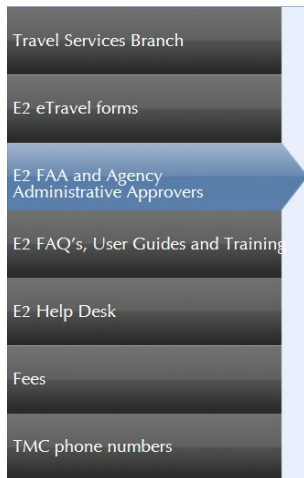 Travel Services Branch
E2 eTravel forms
E2 FAA and Agency
Administrative Approvers
E2 FAQ's, User Guides and Training
E2 Help Desk
Fees
TMC phone numbers